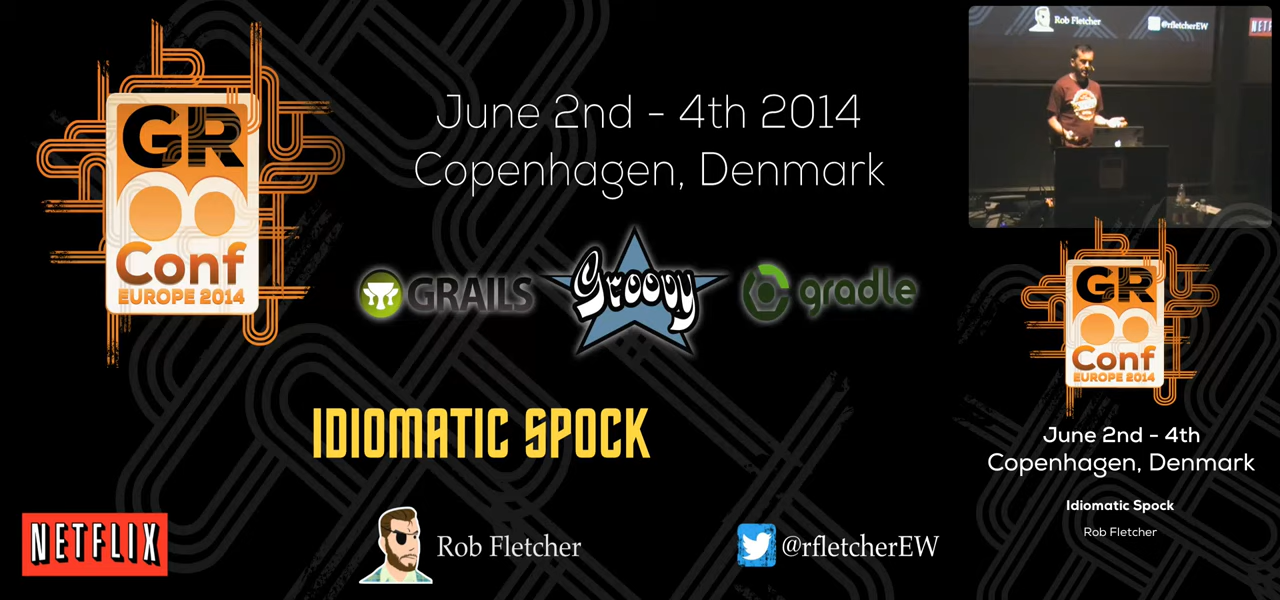 GR
Conf
EUROPE 2014
June 2nd - 4th 2014
Copenhagen, Denmark
GRAILS
Groovy
gradle
IDIOMATIC SPOCK
NETFLIX
Rob Fletcher
@rfletcherEW
Rob Fletcher
@rfletcherEW
NETF
GR
Conf
EUROPE 2014
June 2nd - 4th
Copenhagen, Denmark
Idiomatic Spock
Rob Fletcher